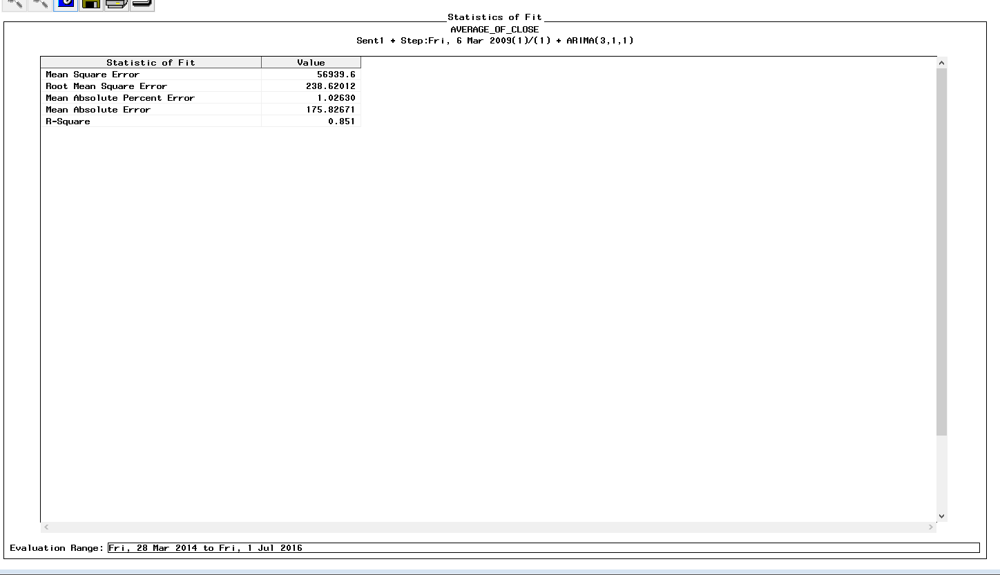 Statistics of Fit
AVERAGE_OF_CLOSE
Sent1 + Step:Fri, 6 Mar 2009(1)/(1) + ARIMA(3,1,1)
Statistic of Fit Value
Mean Square Error 56939.6
Root Mean Square Error 238.62012
Mean Absolute Percent Error 1.02630
Mean Absolute Error 175.82671
R-Square 0.851
Evaluation Range: Fri, 28 Mar 2014 to Fri, 1 Jul 2016